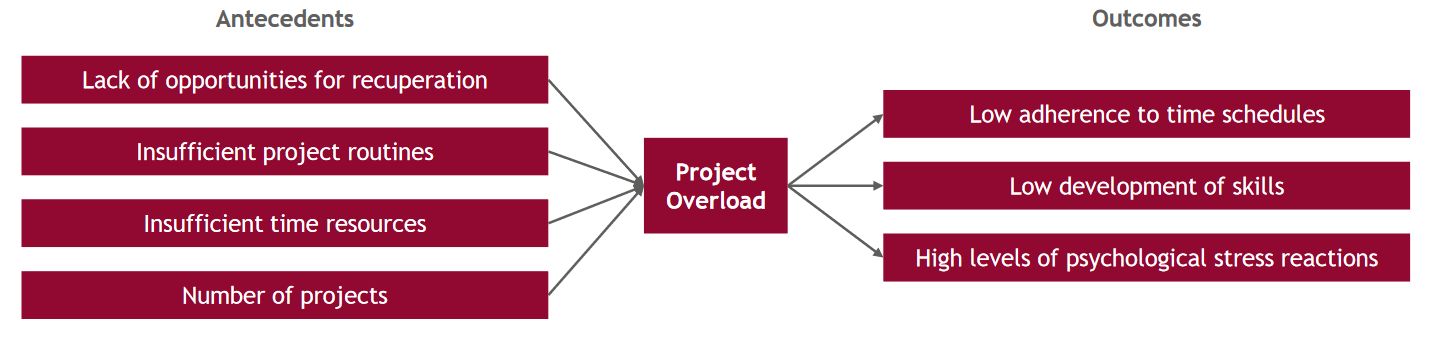 Antecedents
Outcomes
Lack of opportunities for recuperation
Insufficient project routines
Insufficient time resources
Number of projects
Project
Overload
Low adherence to time schedules
Low development of skills
High levels of psychological stress reactions